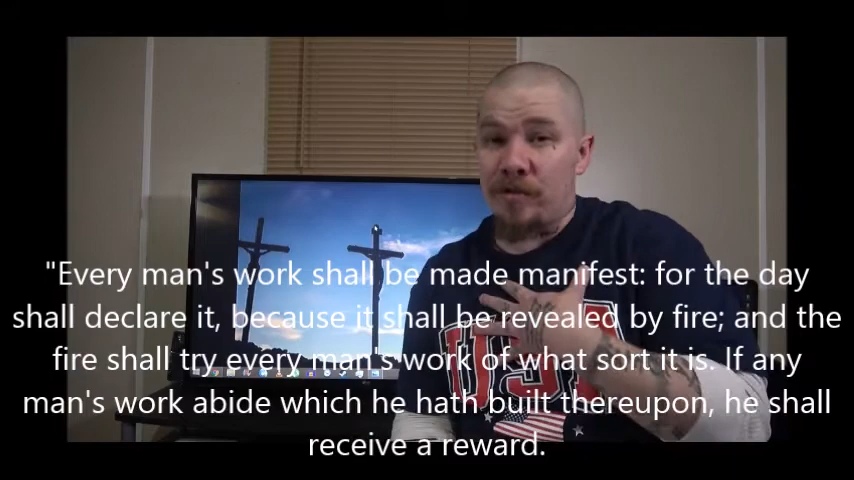 "Every man's work shall be made manifest: for the day
shall declare it, because it shall be revealed by fire; and the
fire shall try every man's work of what sort it is. If any
man's work abide which he hath built thereupon, he shall
receive a reward.
USA